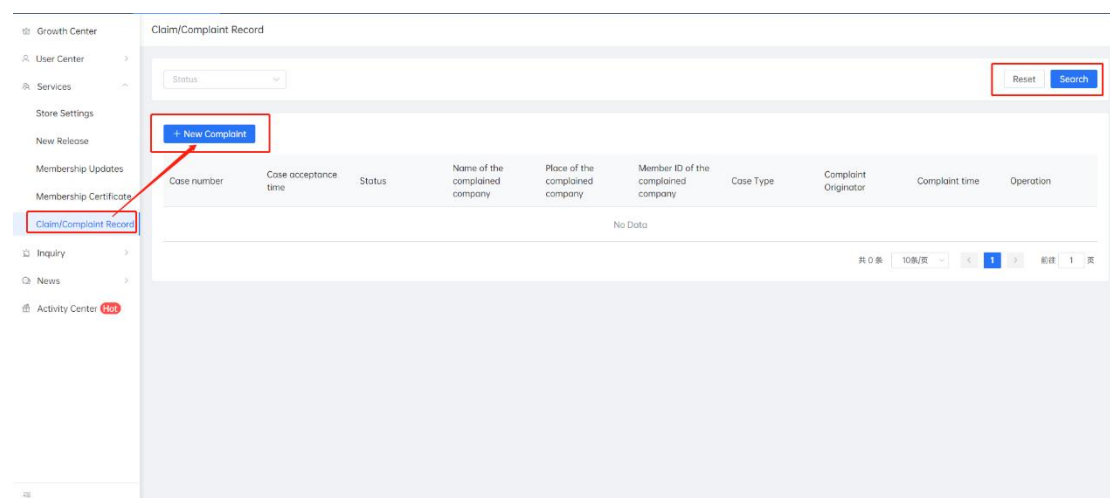 Growth Center
User Center
Services
Store Settings
New Release
Membership Updates
Membership Certificate
Claim/Complaint Record
Inquiry
News
Activity Center Hot
Claim/Complaint Record
Status
Reset Search
+ New Complaint
Case number
Case acceptance
time
Status
Name of the
complained
company
Place of the
complained
company
Member ID of the
complained
company
Case Type
Complaint
Originator
Complaint time
Operation
No Data
共 0 条 10条/页 < 1 > 前往 1 页